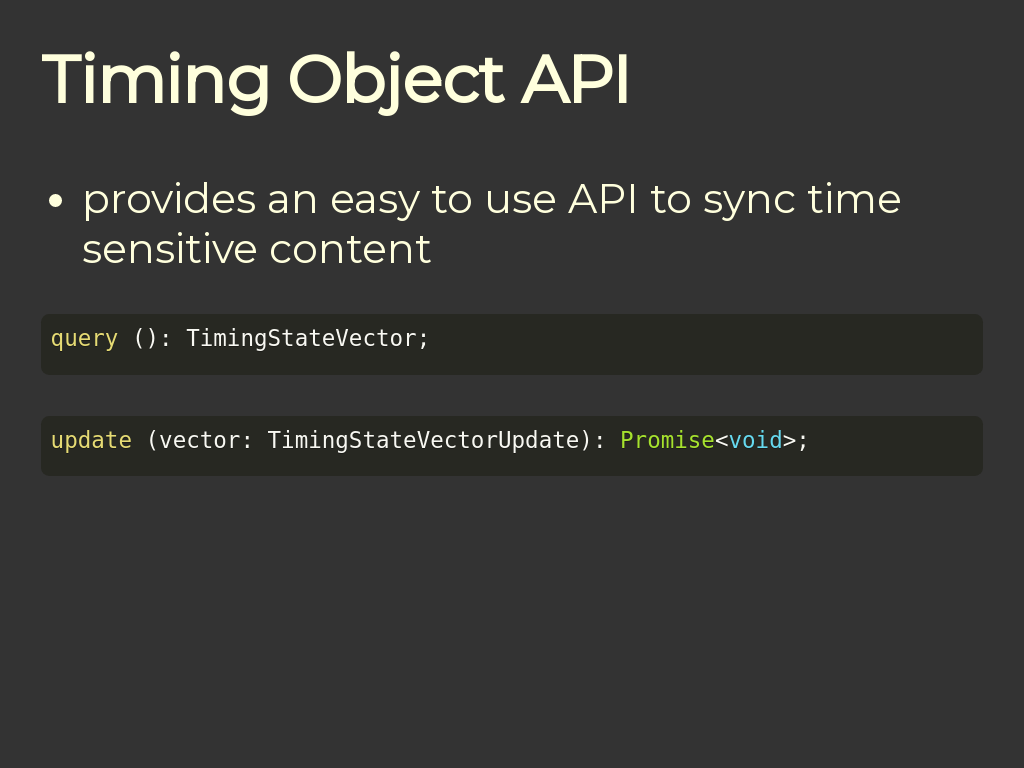 Timing Object API
• provides an easy to use API to sync time
sensitive content
query (): TimingStateVector;
update (vector: TimingStateVectorUpdate): Promise<void>;